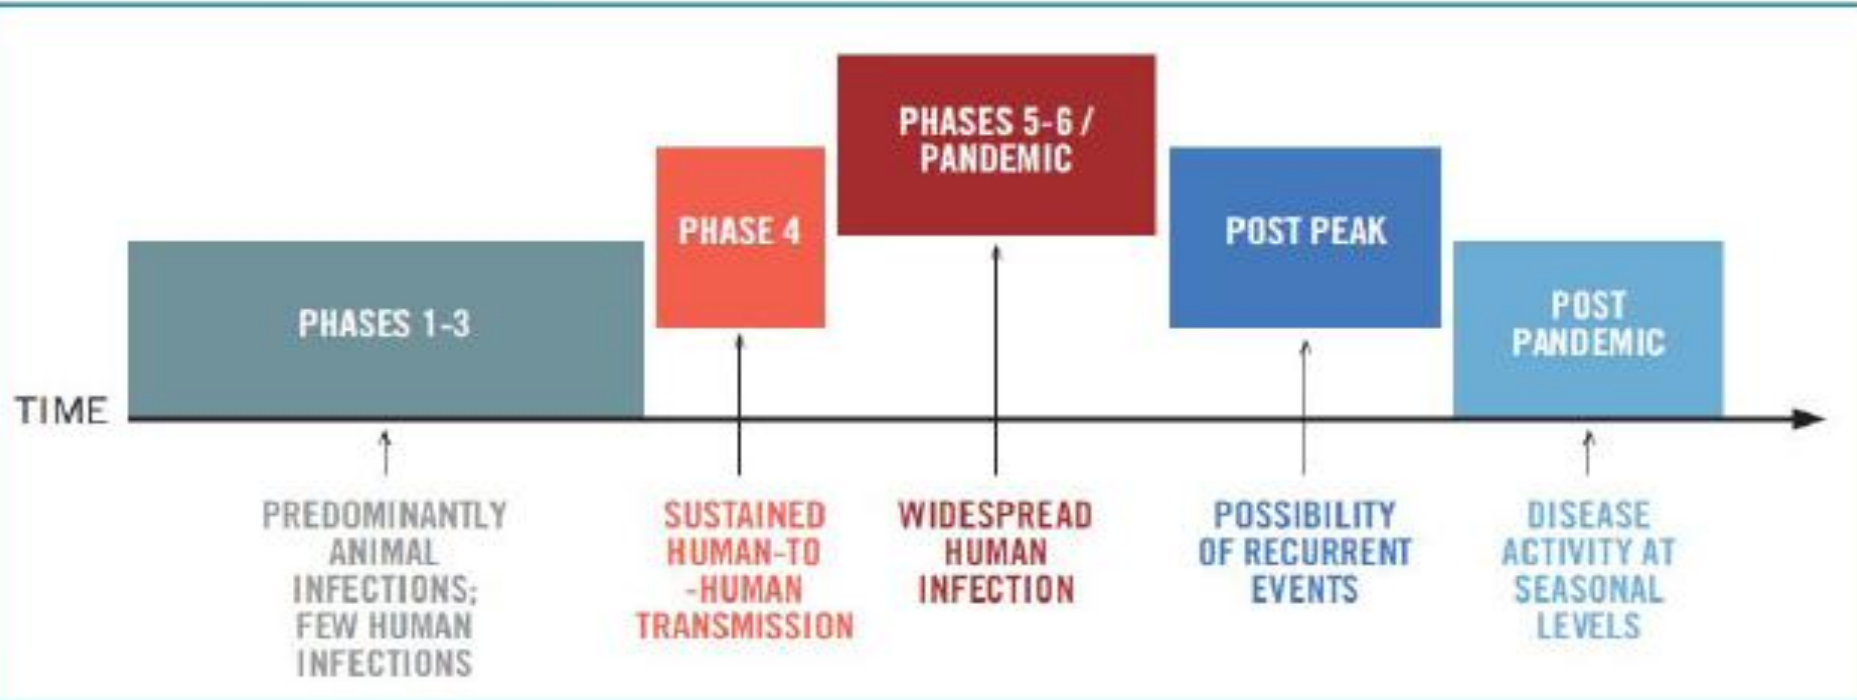 PHASES 5-6 /
PANDEMIC
PHASE 4
POST PEAK
PHASES 1-3
POST
PANDEMIC
TIME
PREDOMINANTLY
ANIMAL
INFECTIONS;
FEW HUMAN
INFECTIONS
SUSTAINED
HUMAN-TO
-HUMAN
TRANSMISSION
WIDESPREAD
HUMAN
INFECTION
POSSIBILITY
OF RECURRENT
EVENTS
DISEASE
ACTIVITY AT
SEASONAL
LEVELS